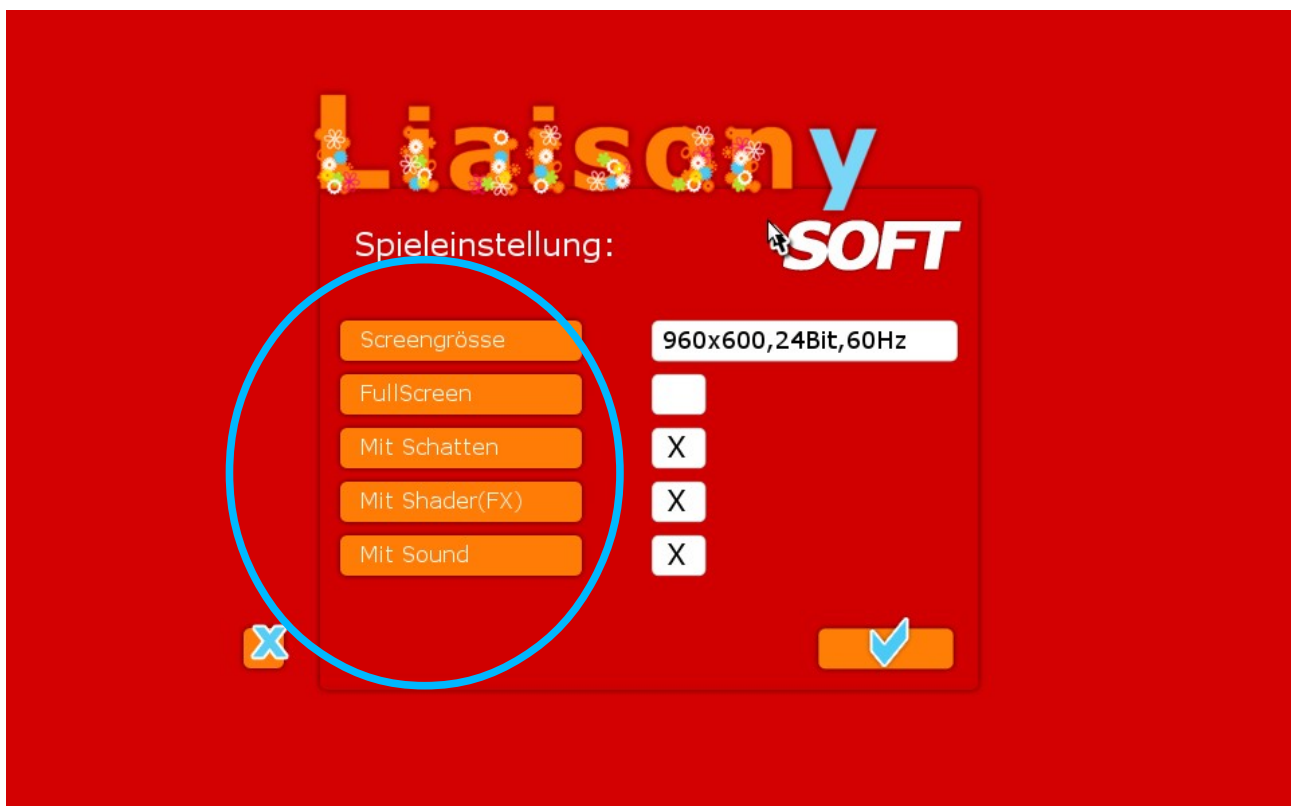 Liaisony
SOFT
Spieleinstellung:
Screengrösse 960x600,24Bit,60Hz
FullScreen
Mit Schatten X
Mit Shader(FX) X
Mit Sound X
X